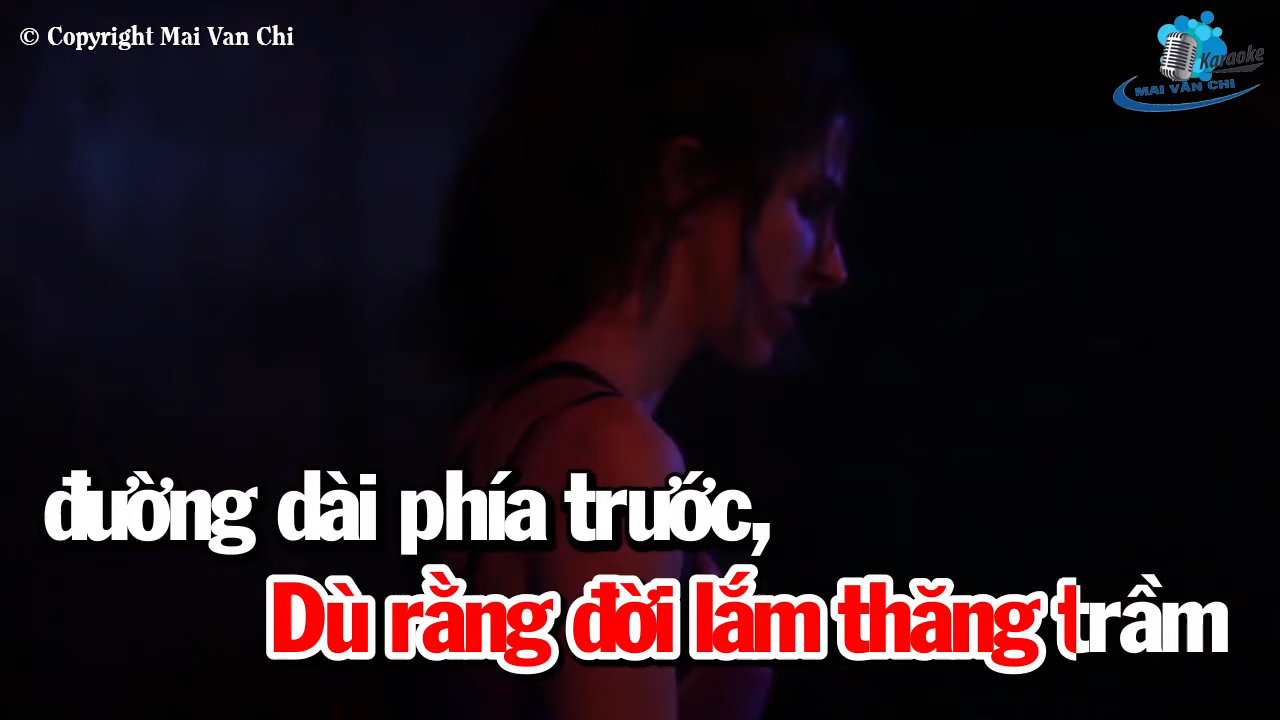 © Copyright Mai Van Chi
Karaoke
MAI VĂN CHI
đường dài phía trước,
Dù rằng đời lắm thăng trầm